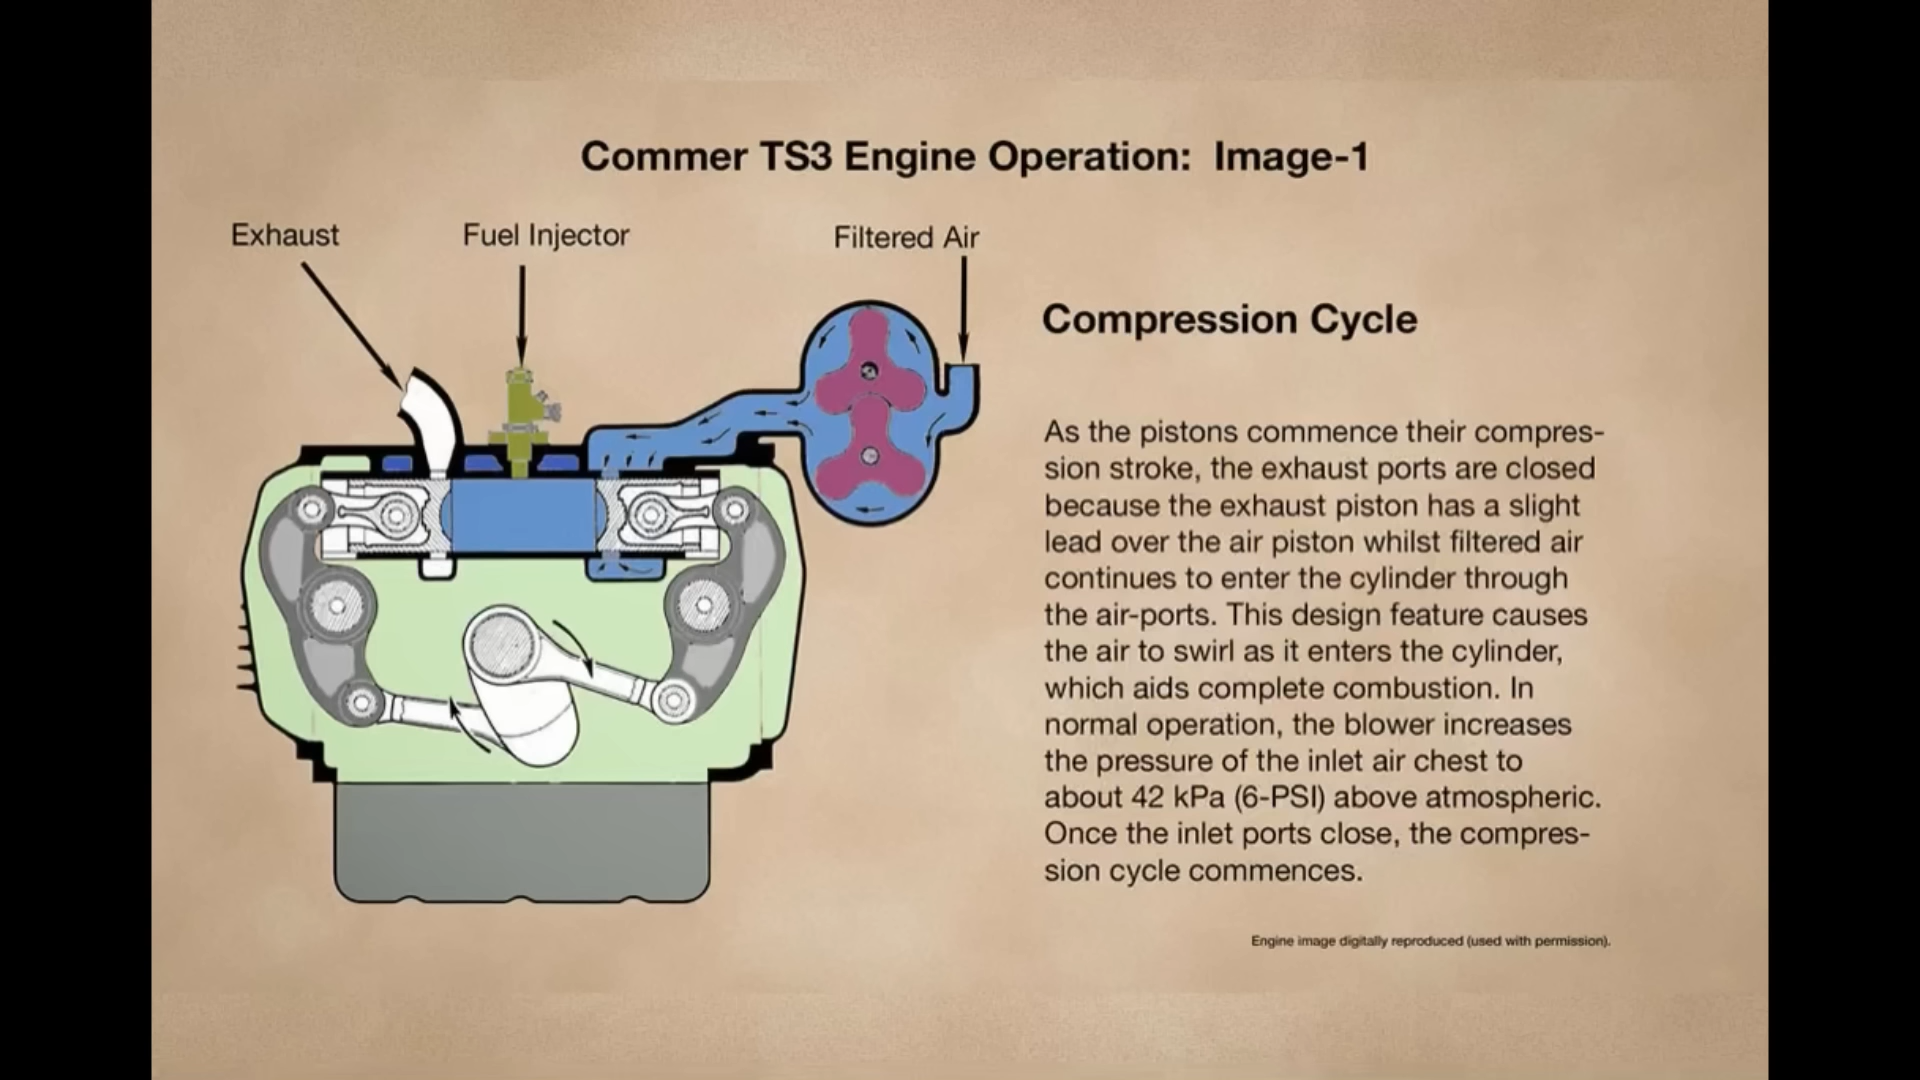 Commer TS3 Engine Operation: Image-1
Exhaust
Fuel Injector
Filtered Air
Compression Cycle
As the pistons commence their compres-
sion stroke, the exhaust ports are closed
because the exhaust piston has a slight
lead over the air piston whilst filtered air
continues to enter the cylinder through
the air-ports. This design feature causes
the air to swirl as it enters the cylinder,
which aids complete combustion. In
normal operation, the blower increases
the pressure of the inlet air chest to
about 42 kPa (6-PSI) above atmospheric.
Once the inlet ports close, the compres-
sion cycle commences.
Engine image digitally reproduced (used with permission).